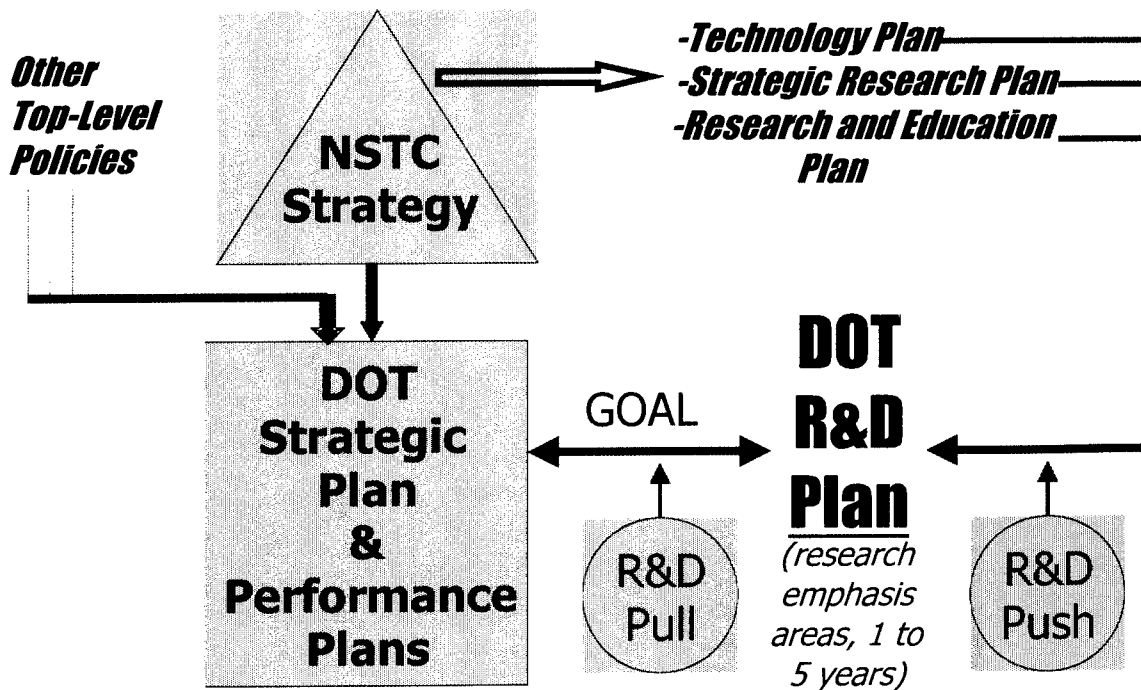 Other
Top-Level
Policies
NSTC
Strategy
-Technology Plan
-Strategic Research Plan
-Research and Education
Plan
DOT
Strategic
Plan
&
Performance
Plans
GOAL
R&D
Pull
DOT
R&D
Plan
(research
emphasis
areas, 1 to
5 years)
R&D
Push